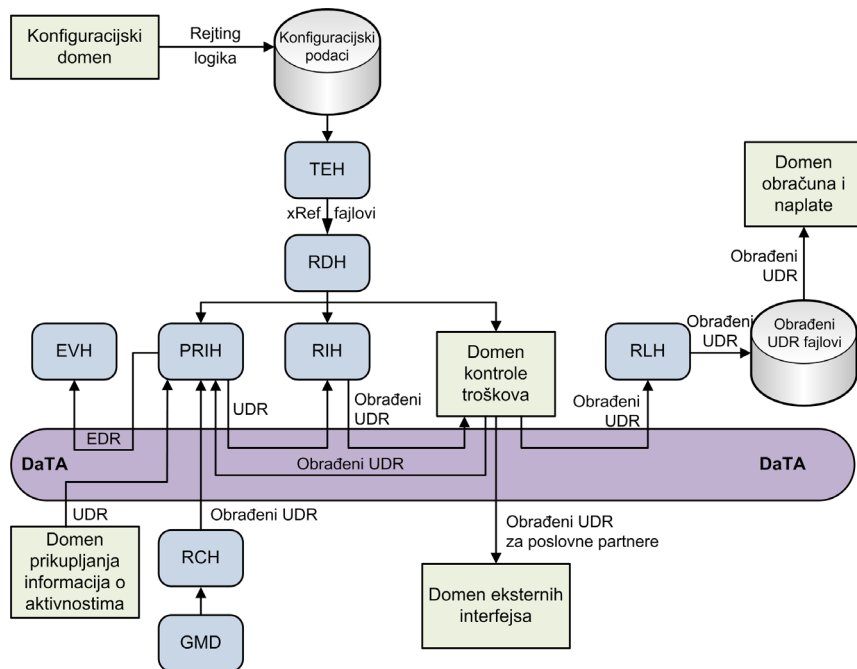 Konfiguracijski
domen
Rejting
logika
Konfiguracijski
podaci
TEH
xRef fajlovi
RDH
Domen
obračuna i
naplate
Obrađeni
UDR
EVH
PRIH
RIH
Domen
kontrole
troškova
RLH
Obrađeni
UDR
Obrađeni
UDR fajlovi
UDR
Obrađeni
UDR
Obrađeni
UDR
EDR
DaTA
Obrađeni UDR
DaTA
UDR
Obrađeni UDR
Domen
prikupljanja
informacija o
aktivnostima
RCH
GMD
Obrađeni UDR
za poslovne partnere
Domen eksternih
interfejsa